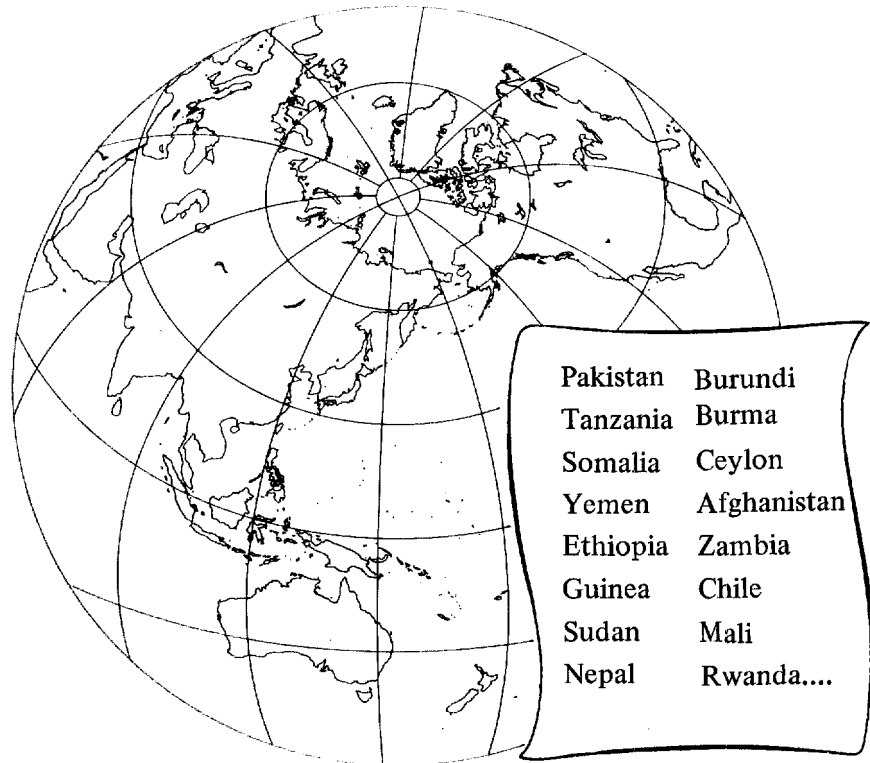 Pakistan Burundi
Tanzania Burma
Somalia Ceylon
Yemen Afghanistan
Ethiopia Zambia
Guinea Chile
Sudan Mali
Nepal Rwanda....